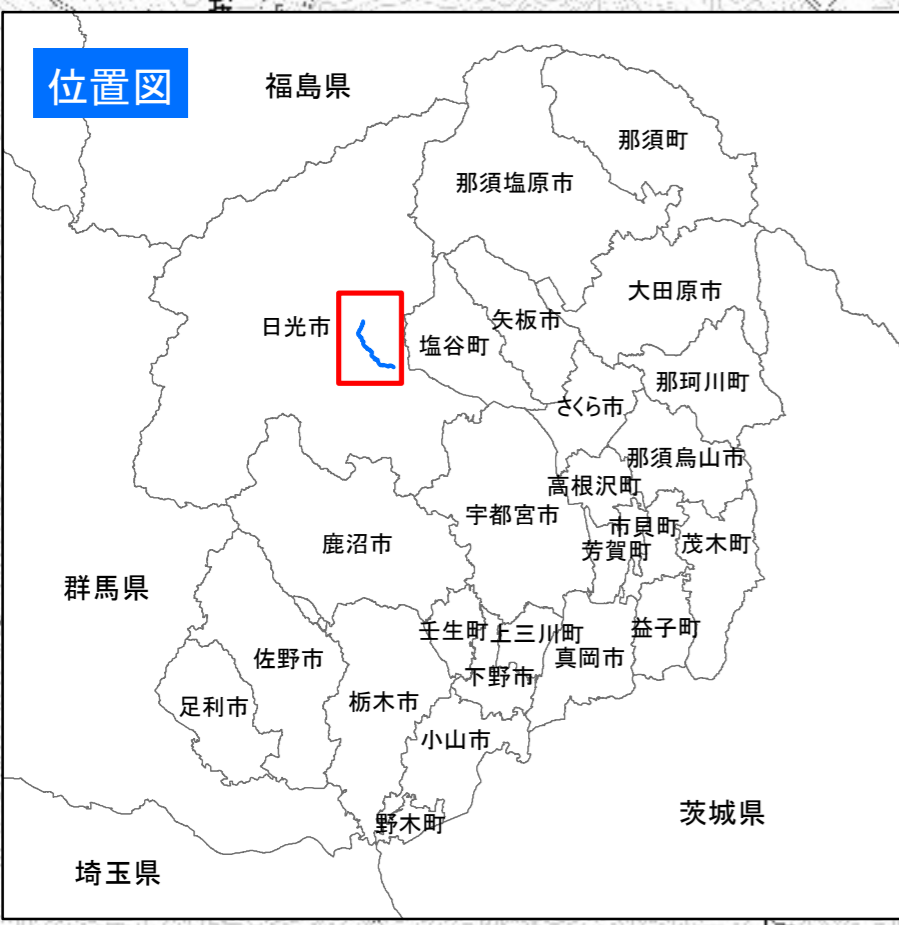 位置図
福島県
那須町
那須塩原市
大田原市
日光市
矢板市
塩谷町
那珂川町
さくら市
那須烏山市
高根沢町
宇都宮市
市貝町
鹿沼市
芳賀町
茂木町
群馬県
壬生町
上三川町
益子町
佐野市
真岡市
下野市
栃木市
足利市
小山市
茨城県
野木町
埼玉県